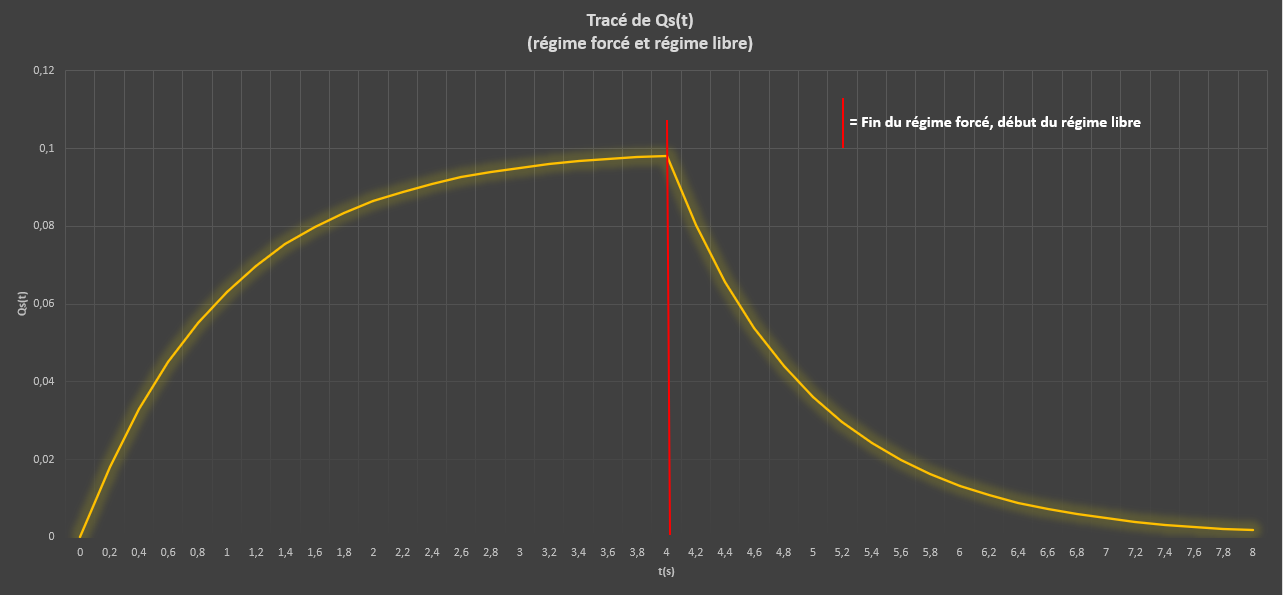 Tracé de Qs(t)
(régime forcé et régime libre)
0,12
= Fin du régime forcé, début du régime libre
0,1
0,08
0,06
Qs(t)
0,04
0,02
0
0 0,2 0,4 0,6 0,8 1 1,2 1,4 1,6 1,8 2 2,2 2,4 2,6 2,8 3 3,2 3,4 3,6 3,8 4 4,2 4,4 4,6 4,8 5 5,2 5,4 5,6 5,8 6 6,2 6,4 6,6 6,8 7 7,2 7,4 7,6 7,8 8
t(s)